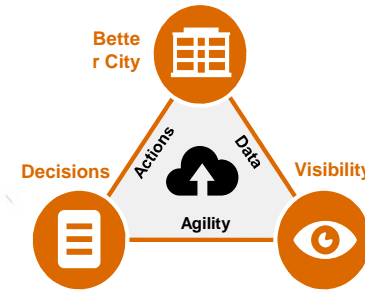 Bette
r City
Actions
Data
Decisions
Visibility
Agility